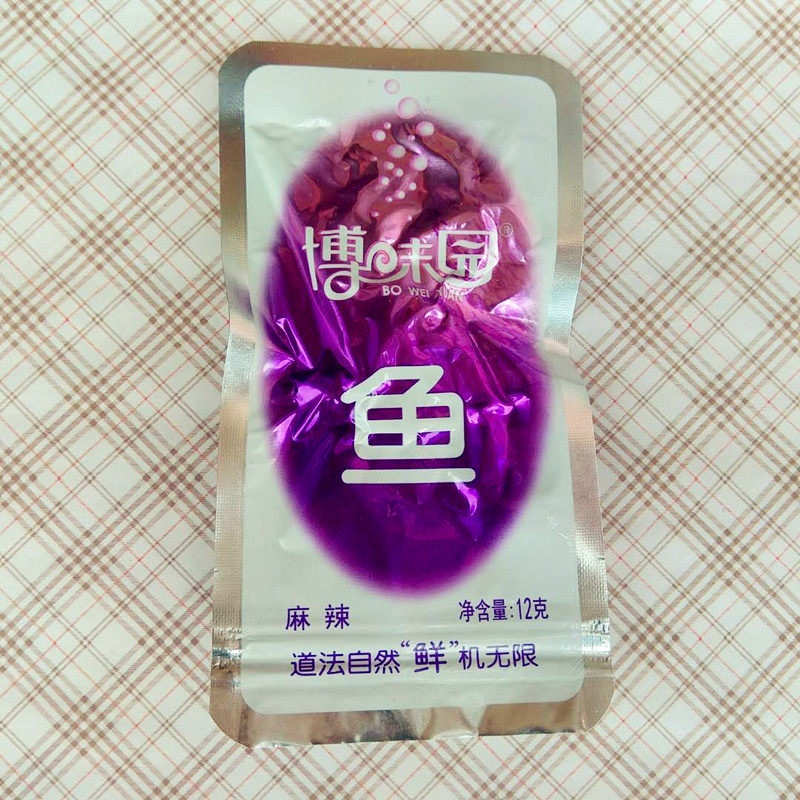 博味园®
BO WEI YUAN
鱼
麻辣 净含量:12克
道法自然“鲜”机无限